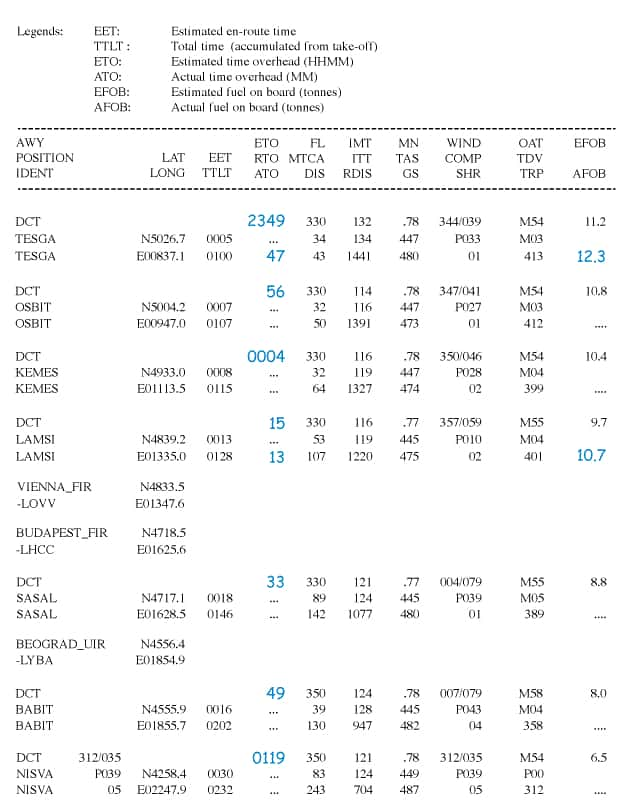 Legends: EET: Estimated en-route time
TTLT : Total time (accumulated from take-off)
ETO: Estimated time overhead (HHMM)
ATO: Actual time overhead (MM)
EFOB: Estimated fuel on board (tonnes)
AFOB: Actual fuel on board (tonnes)
AWY ETO FL IMT MN WIND OAT EFOB
POSITION LAT EET RTO MTCA ITT TAS COMP TDV
IDENT LONG TTLT ATO DIS RDIS GS SHR TRP AFOB
DCT 2349 330 132 .78 344/039 M54 11.2
TESGA N5026.7 0005 ... 34 134 447 P033 M03
TESGA E00837.1 0100 47 43 1441 480 01 413 12.3
DCT 56 330 114 .78 347/041 M54 10.8
OSBIT N5004.2 0007 ... 32 116 447 P027 M03
OSBIT E00947.0 0107 ... 50 1391 473 01 412 ....
DCT 0004 330 116 .78 350/046 M54 10.4
KEMES N4933.0 0008 ... 32 119 447 P028 M04
KEMES E01113.5 0115 ... 64 1327 474 02 399 ....
DCT 15 330 116 .77 357/059 M55 9.7
LAMSI N4839.2 0013 ... 53 119 445 P010 M04
LAMSI E01335.0 0128 13 107 1220 475 02 401 10.7
VIENNA_FIR N4833.5
-LOVV E01347.6
BUDAPEST_FIR N4718.5
-LHCC E01625.6
DCT 33 330 121 .77 004/079 M55 8.8
SASAL N4717.1 0018 ... 89 124 445 P039 M05
SASAL E01628.5 0146 ... 142 1077 480 01 389 ....
BEOGRAD_UIR N4556.4
-LYBA E01854.9
DCT 49 350 124 .78 007/079 M58 8.0
BABIT N4555.9 0016 ... 39 128 445 P043 M04
BABIT E01855.7 0202 ... 130 947 482 04 358 ....
DCT 312/035 0119 350 121 .78 312/035 M54 6.5
NISVA P039 N4258.4 0030 ... 83 124 449 P039 P00
NISVA 05 E02247.9 0232 ... 243 704 487 05 312 ....